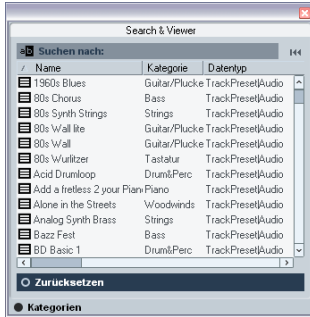 Search & Viewer
Suchen nach:
Name Kategorie Datentyp
1960s Blues Guitar/Plucke TrackPreset|Audio
80s Chorus Bass TrackPreset|Audio
80s Synth Strings Strings TrackPreset|Audio
80s Wall lite Guitar/Plucke TrackPreset|Audio
80s Wall Guitar/Plucke TrackPreset|Audio
80s Wurlitzer Tastatur TrackPreset|Audio
Acid Drumloop Drum&Perc TrackPreset|Audio
Add a fretless 2 your Pian Piano TrackPreset|Audio
Alone in the Streets Woodwinds TrackPreset|Audio
Analog Synth Brass Strings TrackPreset|Audio
Bazz Fest Bass TrackPreset|Audio
BD Basic 1 Drum&Perc TrackPreset|Audio
Zurücksetzen
Kategorien